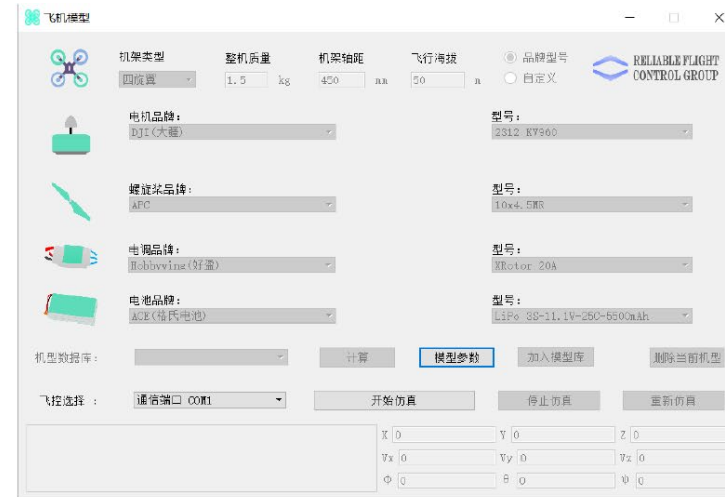 飞机模型
机架类型 整机质量 机架轴距 飞行海拔 品牌型号
四旋翼 1.5 kg 450 mm 50 m 自定义
RELIABLE FLIGHT
CONTROL GROUP
电机品牌： 型号：
DJI(大疆) 2312 KV960
螺旋桨品牌： 型号：
APC 10x4.5MR
电调品牌： 型号：
Hobbywing(好盈) XRotor 20A
电池品牌： 型号：
ACE(格氏电池) LiPo 3S-11.1V-25C-5500mAh
机型数据库： 计算 模型参数 加入模型库 删除当前机型
飞控选择 ： 通信端口 COM1 开始仿真 停止仿真 重新仿真
X 0 Y 0 Z 0
Vx 0 Vy 0 Vz 0
Φ 0 θ 0 ψ 0